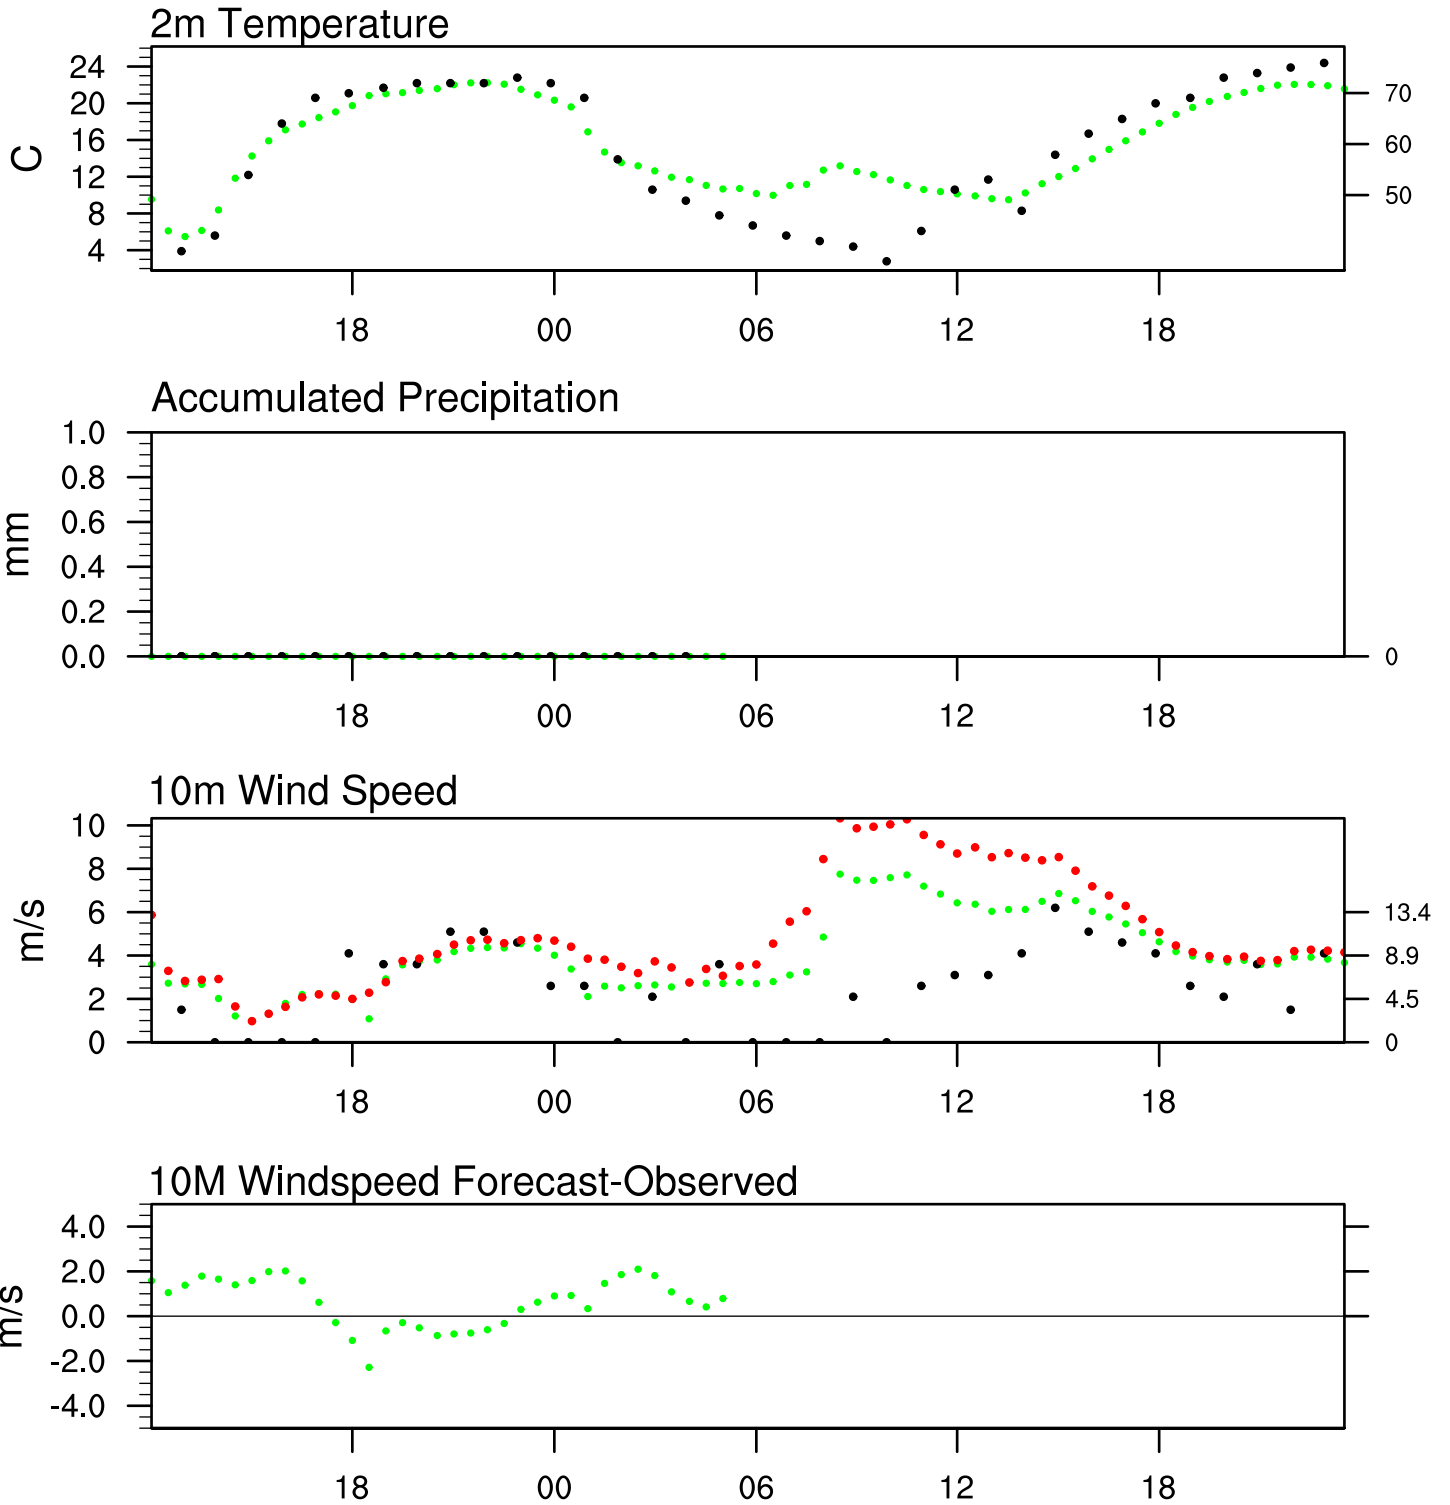 2m Temperature
24
20
16
12
8
4
C
70
60
50
18 00 06 12 18
Accumulated Precipitation
1.0
0.8
0.6
0.4
0.2
0.0
mm
0
18 00 06 12 18
10m Wind Speed
10
8
6
4
2
0
m/s
13.4
8.9
4.5
0
18 00 06 12 18
10M Windspeed Forecast-Observed
4.0
2.0
0.0
-2.0
-4.0
m/s
18 00 06 12 18